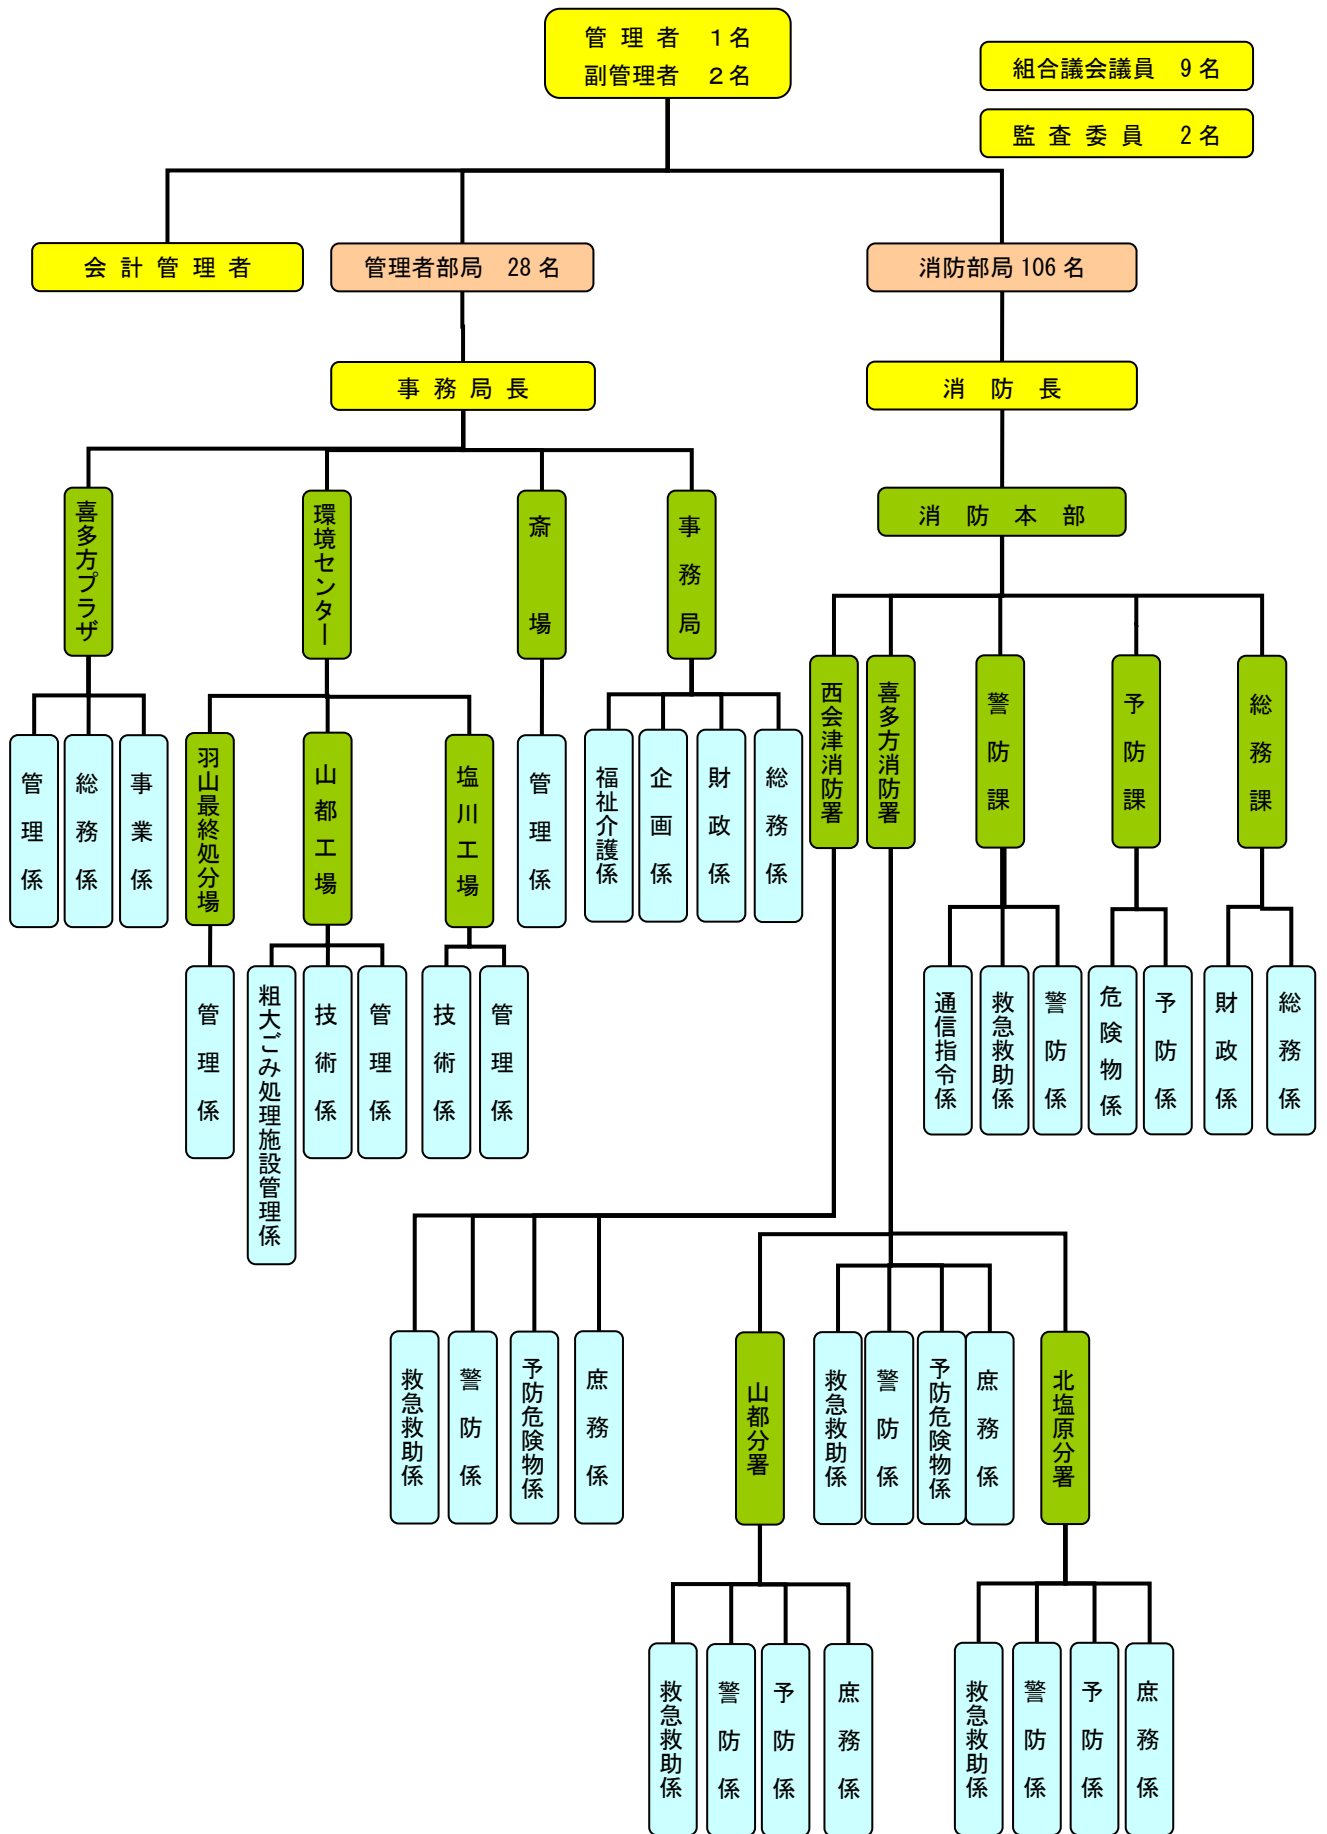 管 理 者　1名
副管理者　2名
組合議会議員　9名
監 査 委 員　2名
会 計 管 理 者
管理者部局　28名
消防部局 106名
事 務 局 長
消　防　長
消　防　本　部
喜多方プラザ
環境センター
斎場
事務局
西会津消防署
喜多方消防署
警防課
予防課
総務課
管理係
総務係
事業係
羽山最終処分場
山都工場
塩川工場
管理係
福祉介護係
企画係
財政係
総務係
管理係
粗大ごみ処理施設管理係
技術係
管理係
技術係
管理係
通信指令係
救急救助係
警防係
危険物係
予防係
財政係
総務係
救急救助係
警防係
予防危険物係
庶務係
山都分署
救急救助係
警防係
予防危険物係
庶務係
北塩原分署
救急救助係
警防係
予防係
庶務係
救急救助係
警防係
予防係
庶務係